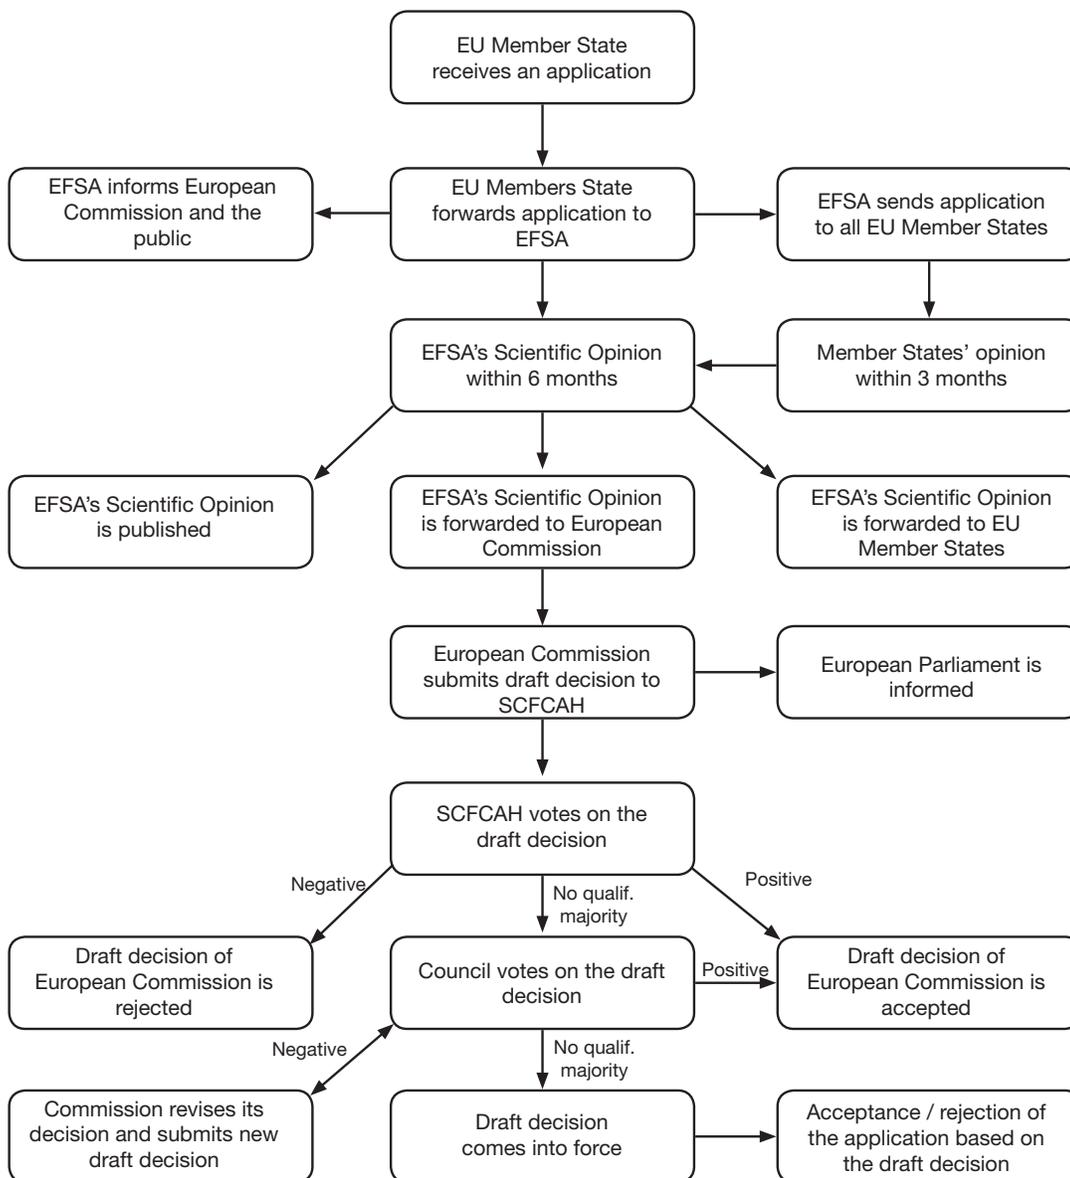 EU Member State
receives an application
EFSA informs European
Commission and the
public
EU Members State
forwards application to
EFSA
EFSA sends application
to all EU Member States
EFSA's Scientific Opinion
within 6 months
Member States' opinion
within 3 months
EFSA's Scientific Opinion
is published
EFSA's Scientific Opinion
is forwarded to European
Commission
EFSA's Scientific Opinion
is forwarded to EU
Member States
European Commission
submits draft decision to
SCFCAH
European Parliament is
informed
SCFCAH votes on the
draft decision
Negative
No qualif.
majority
Positive
Draft decision of
European Commission is
rejected
Council votes on the draft
decision
Positive
Draft decision of
European Commission is
accepted
Negative
No qualif.
majority
Commission revises its
decision and submits new
draft decision
Draft decision
comes into force
Acceptance / rejection of
the application based on
the draft decision